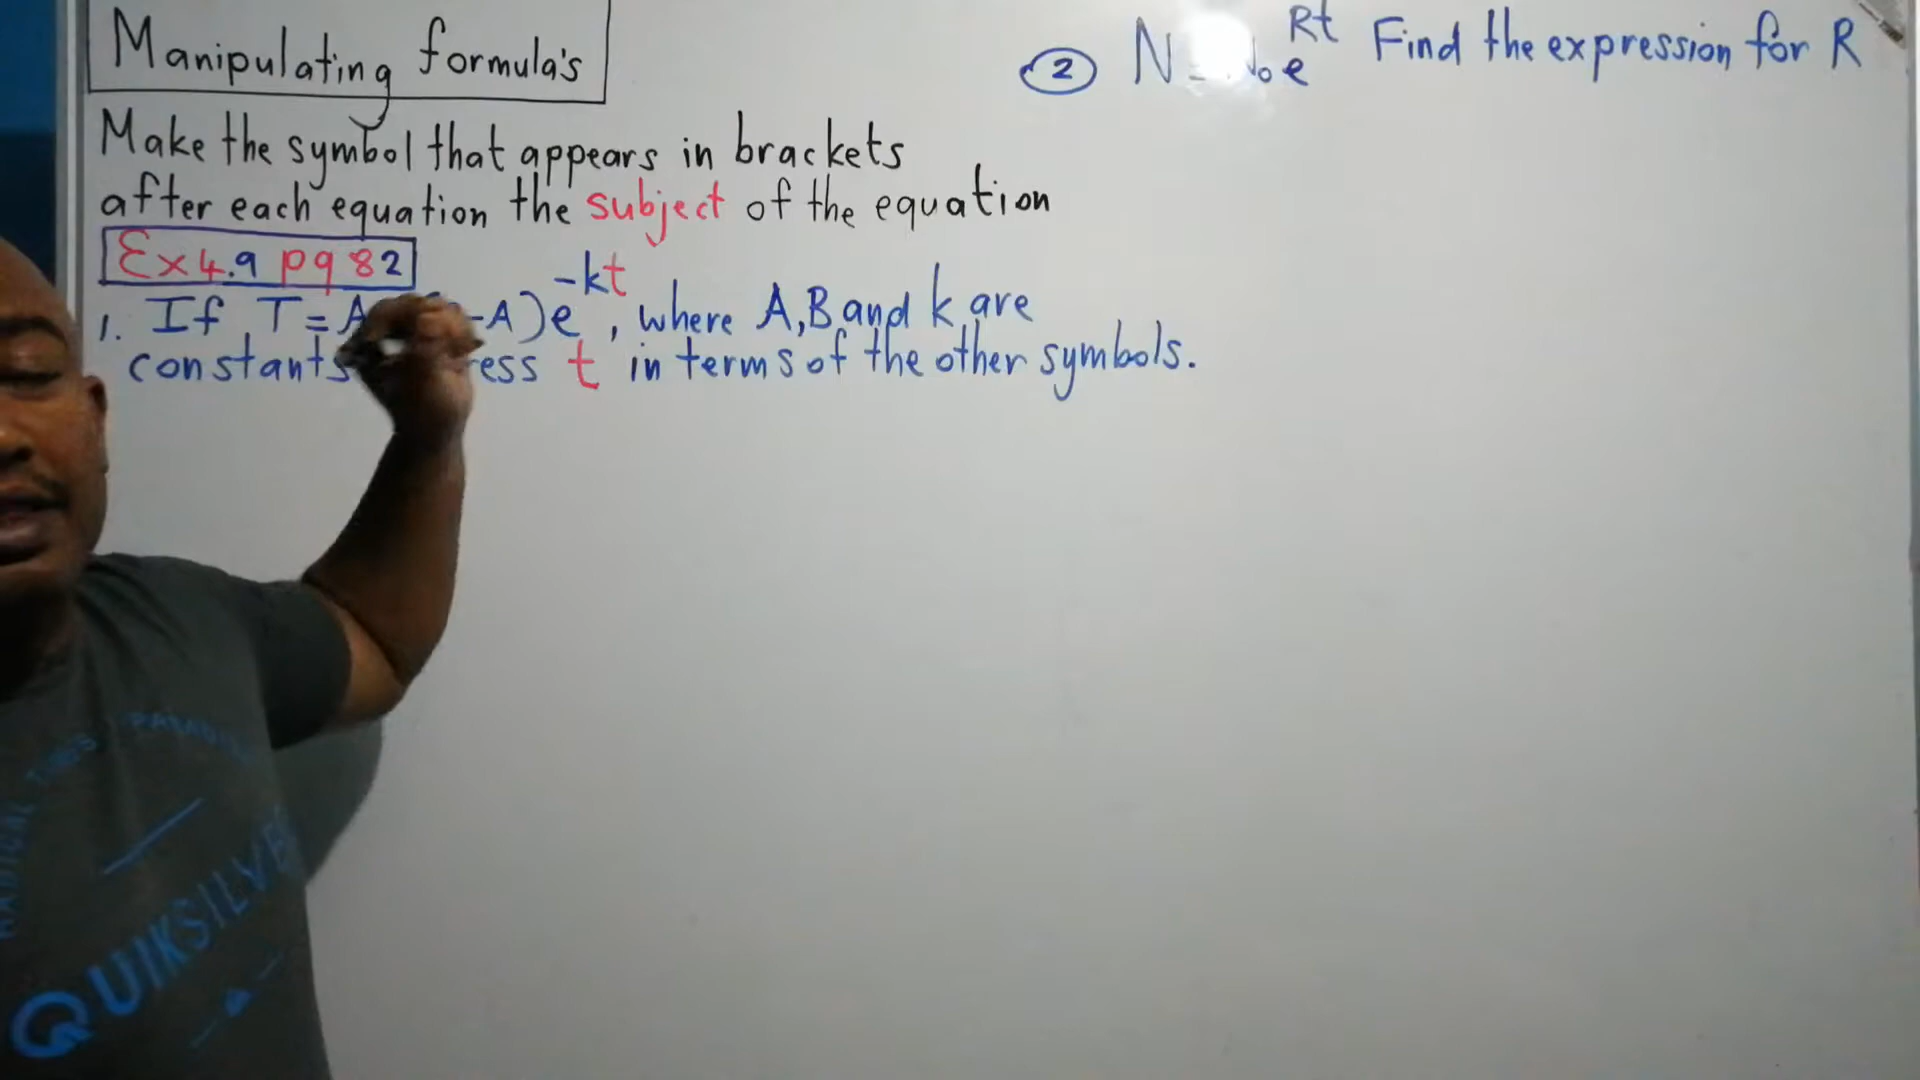 Manipulating formula's
Make the symbol that appears in brackets
after each equation the subject of the equation
Ex4.9 pg 82
1. If T = A -A)e^-kt, where A, B and k are
constants t in terms of the other symbols.
② N = ₀e^Rt Find the expression for R
QUIKSILVER